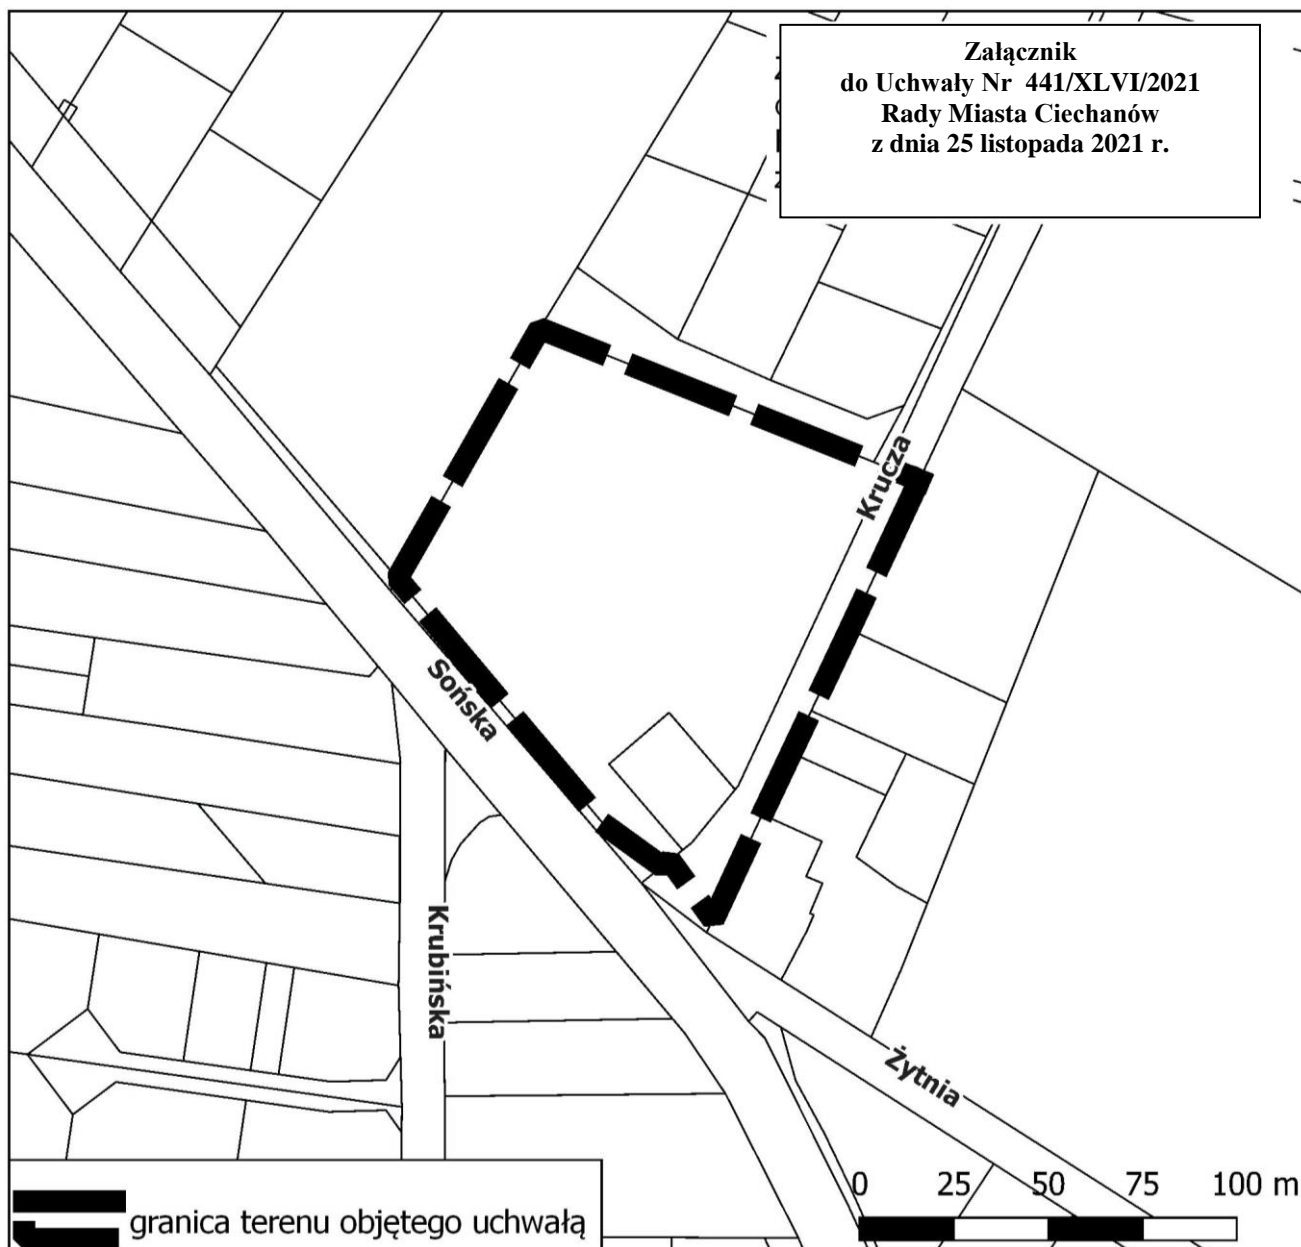 Załącznik
do Uchwały Nr 441/XLVI/2021
Rady Miasta Ciechanów
z dnia 25 listopada 2021 r.
Krucza
Sońska
Krubińska
Żytnia
0 25 50 75 100 m
granica terenu objętego uchwałą